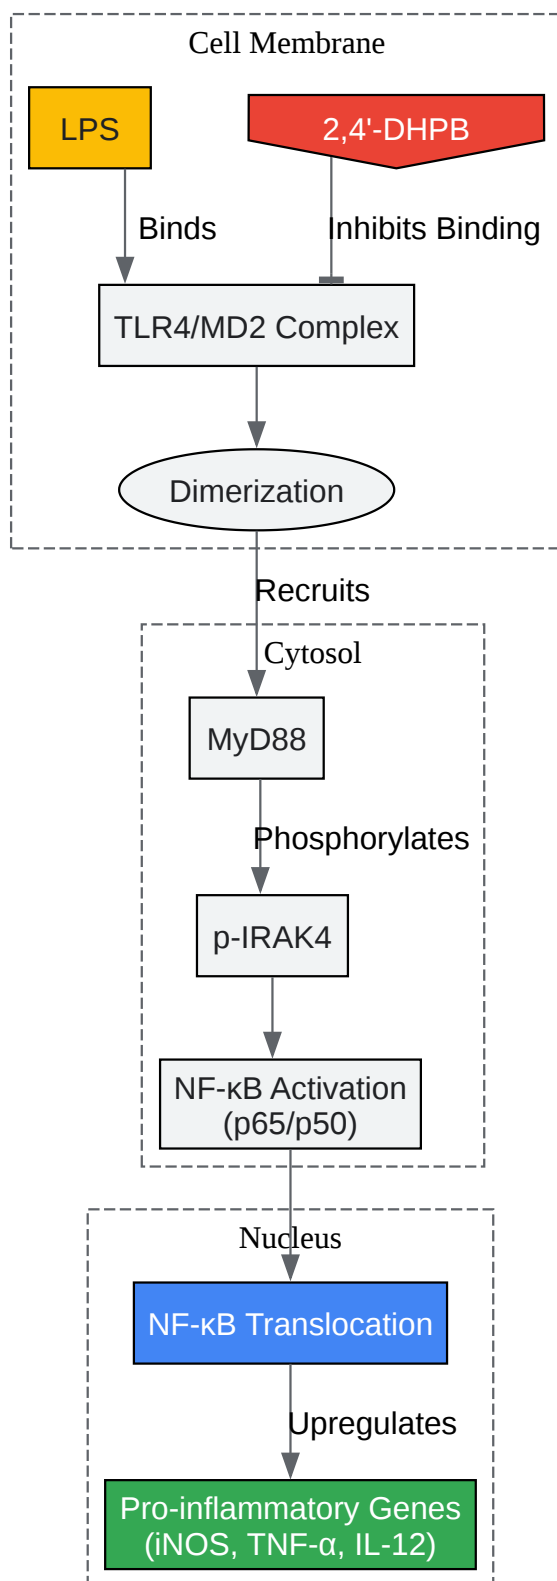 Cell Membrane
LPS
2,4'-DHPB
Binds
Inhibits Binding
TLR4/MD2 Complex
Dimerization
Recruits
Cytosol
MyD88
Phosphorylates
p-IRAK4
NF-κB Activation
(p65/p50)
Nucleus
NF-κB Translocation
Upregulates
Pro-inflammatory Genes
(iNOS, TNF-α, IL-12)